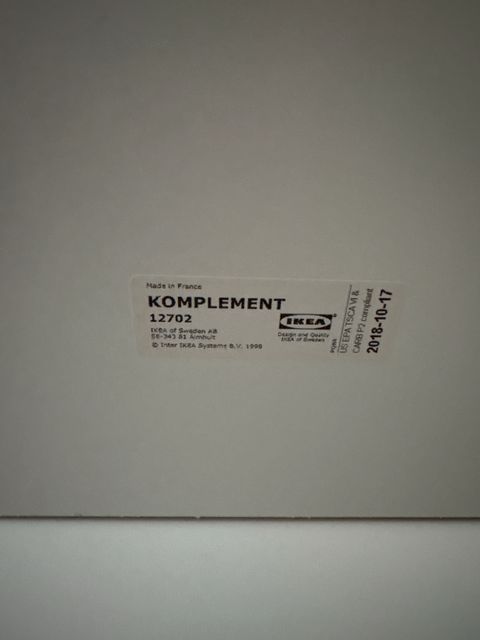 Made in France
KOMPLEMENT
12702
IKEA of Sweden AB
SE-343 81 Älmhult
© Inter IKEA Systems B.V. 1998
IKEA ®
Design and Quality
IKEA of Sweden
US EPA TSCA VI &
CARB P2 compliant
2018-10-17